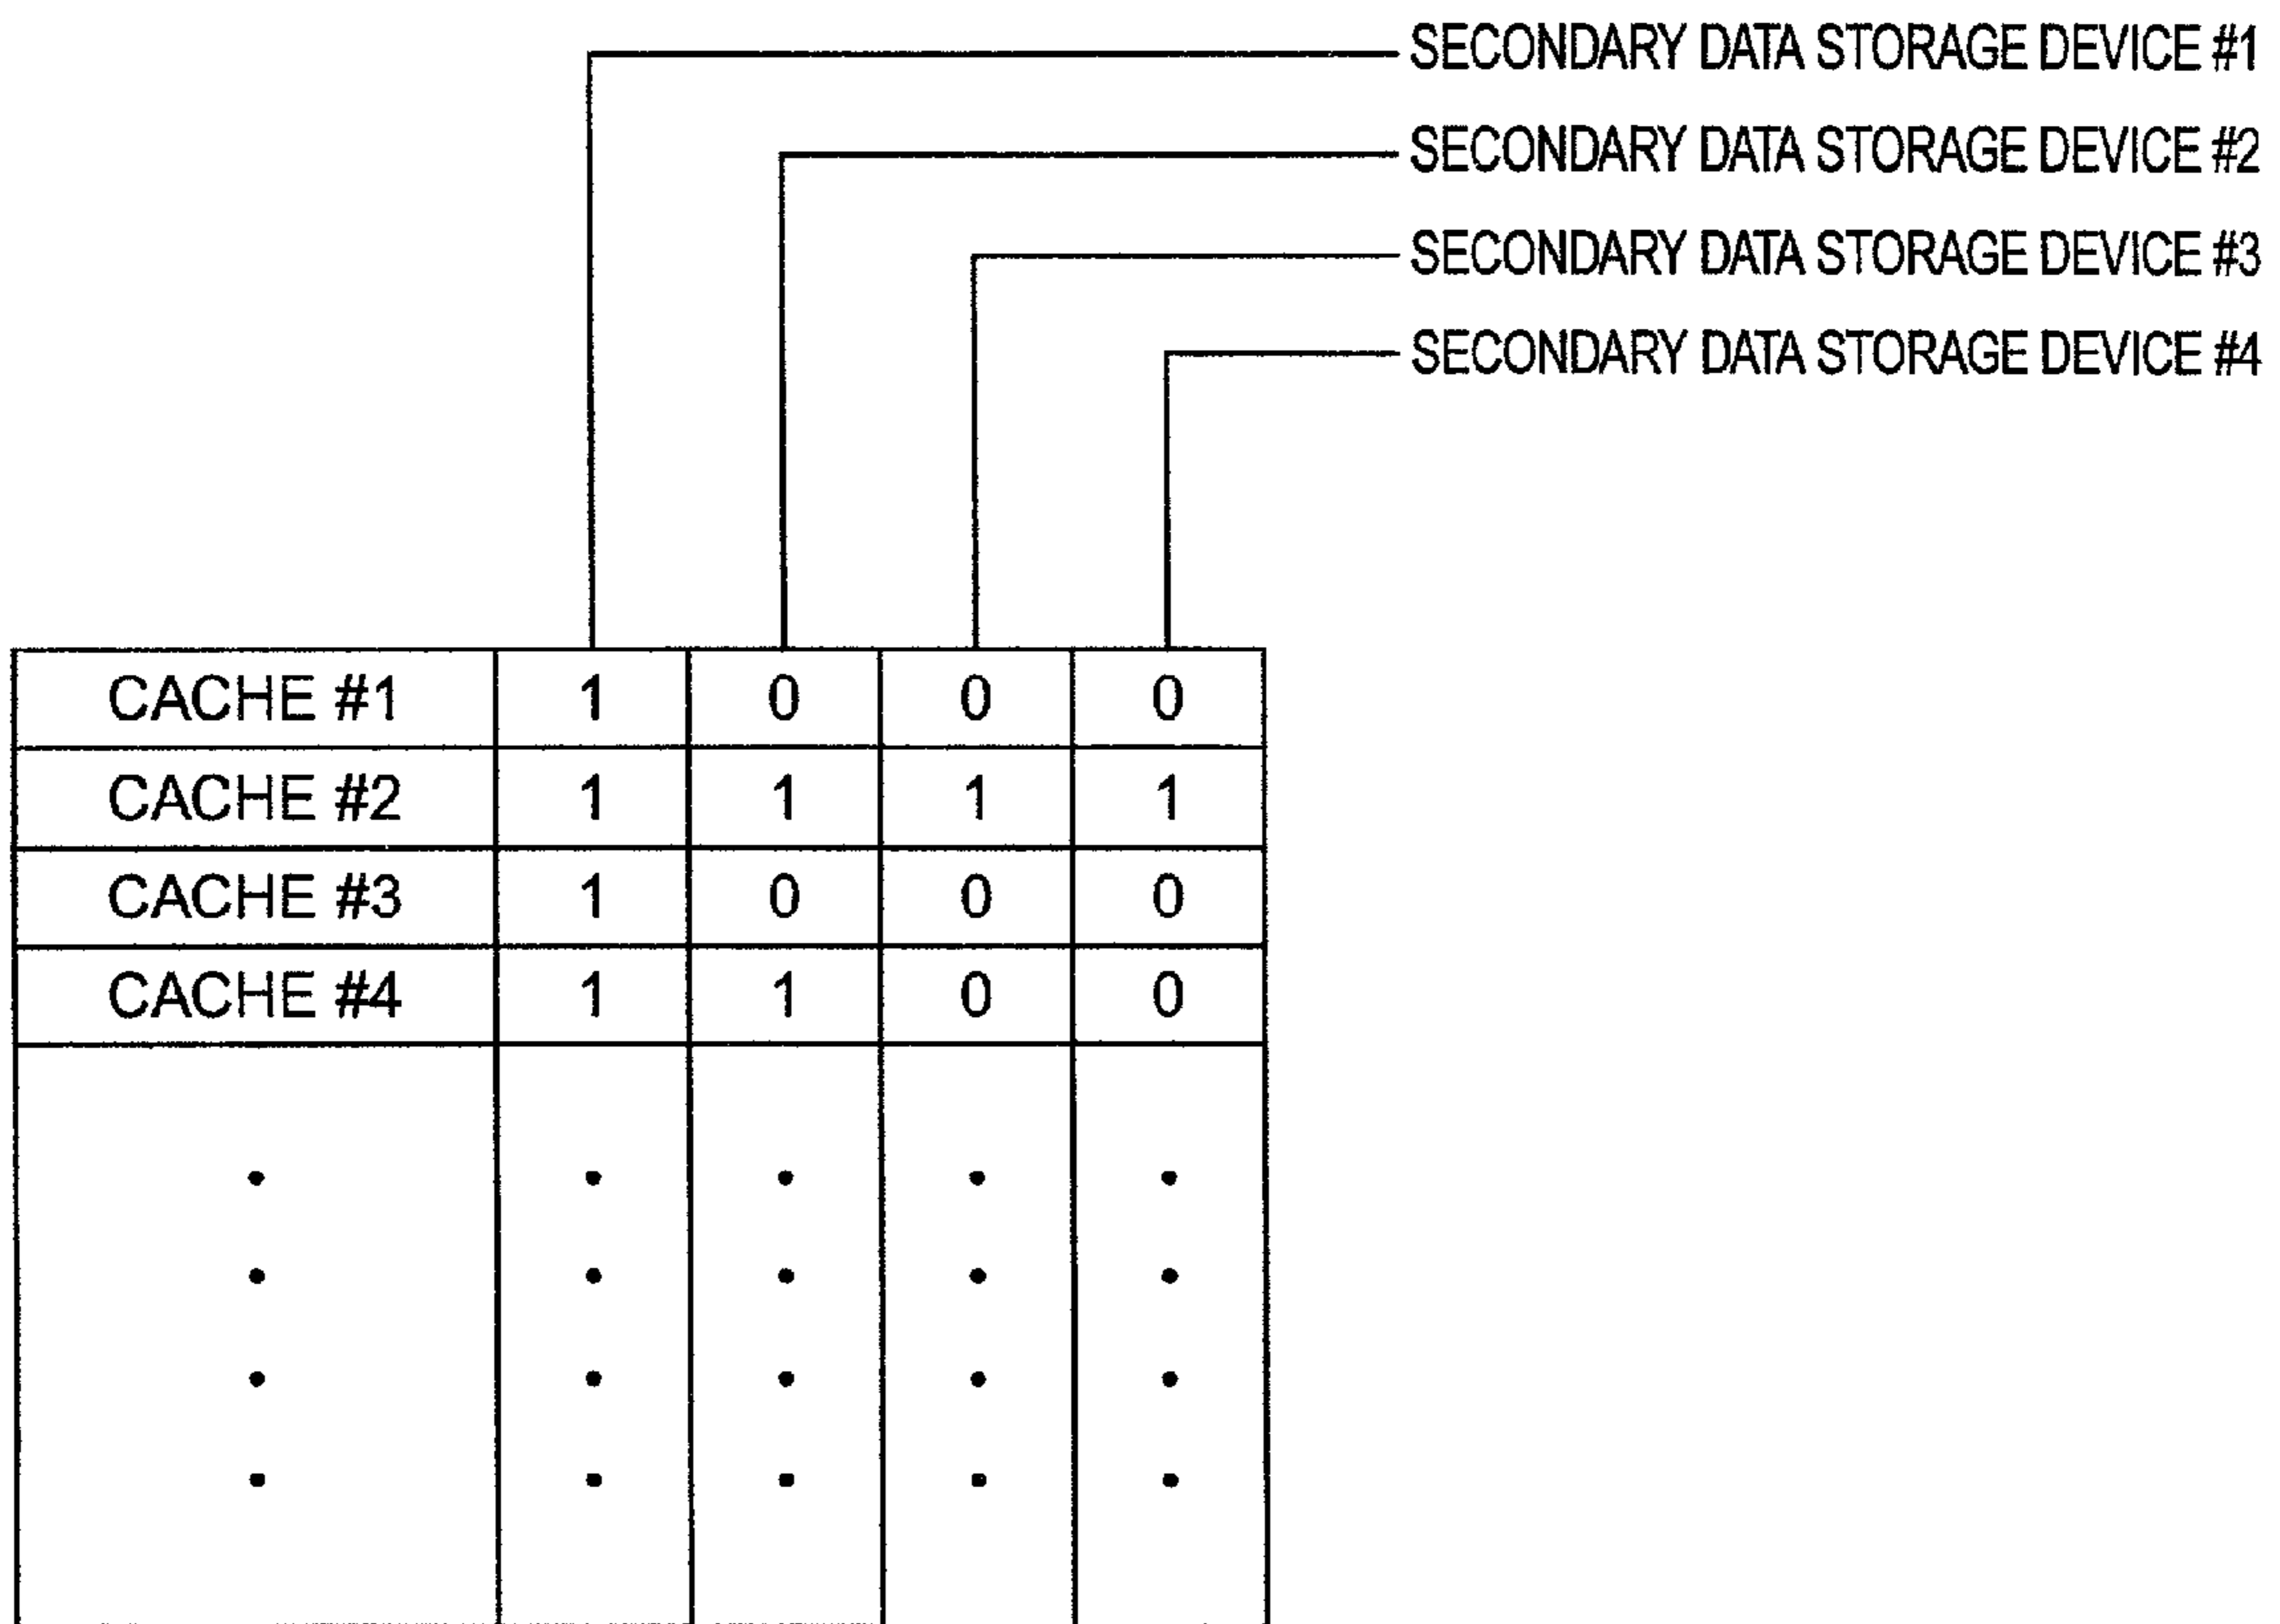 SECONDARY DATA STORAGE DEVICE #1
SECONDARY DATA STORAGE DEVICE #2
SECONDARY DATA STORAGE DEVICE #3
SECONDARY DATA STORAGE DEVICE #4
CACHE #1 1 0 0 0
CACHE #2 1 1 1 1
CACHE #3 1 0 0 0
CACHE #4 1 1 0 0